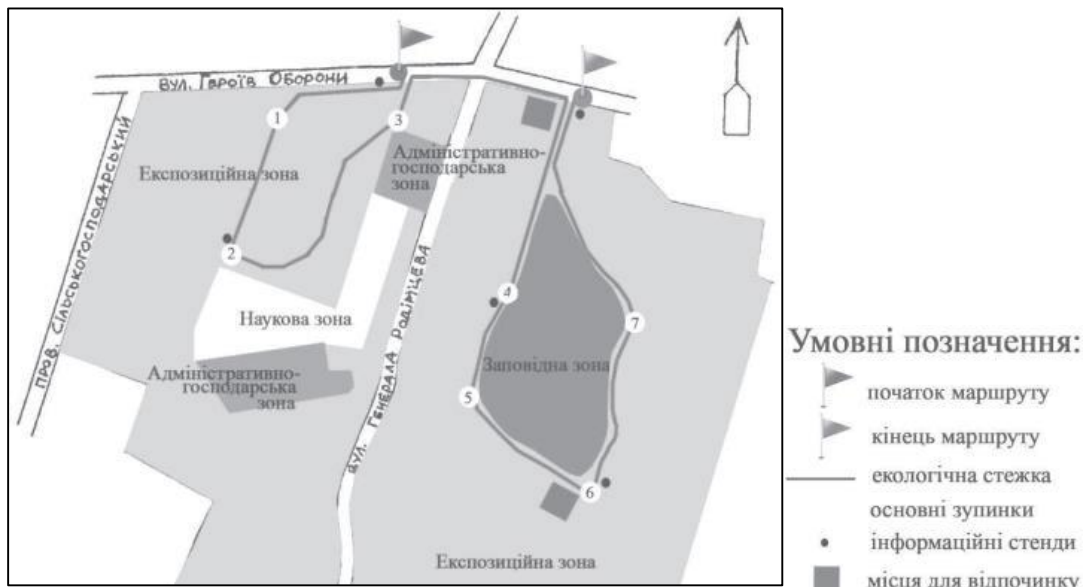 ВУЛ. ГЕРОЇВ ОБОРОНИ
ПРОВ. СІЛЬСЬКОГОСПОДАРСЬКИЙ
1
3
Адміністративно-
господарська
зона
Експозиційна зона
2
Наукова зона
Адміністративно-
господарська
зона
ВУЛ. ГЕНЕРАЛА РОДІМЦЕВА
4
7
Заповідна зона
5
6
Експозиційна зона
Умовні позначення:
початок маршруту
кінець маршруту
екологічна стежка
основні зупинки
інформаційні стенди
місця для відпочинку